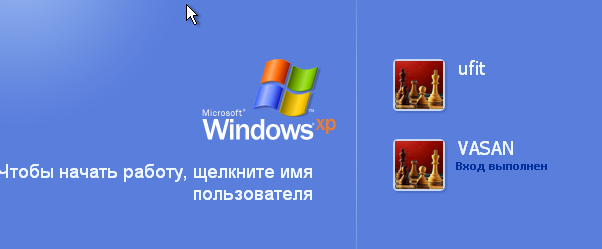 Microsoft®
Windows xp
Чтобы начать работу, щелкните имя
пользователя
ufit
VASAN
Вход выполнен